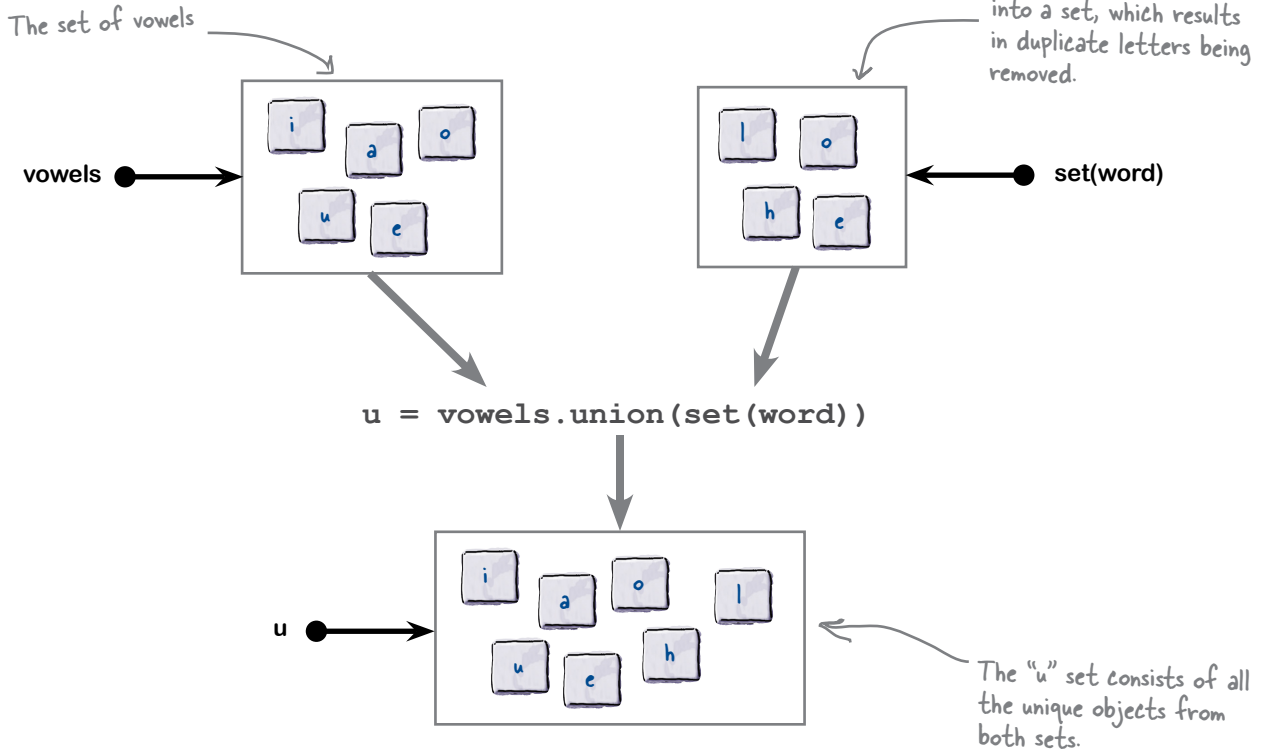 The set of vowels
into a set, which results
in duplicate letters being
removed.
i
a
o
u
e
vowels
l
o
h
e
set(word)
u = vowels.union(set(word))
i
a
o
l
u
e
h
u
The "u" set consists of all
the unique objects from
both sets.